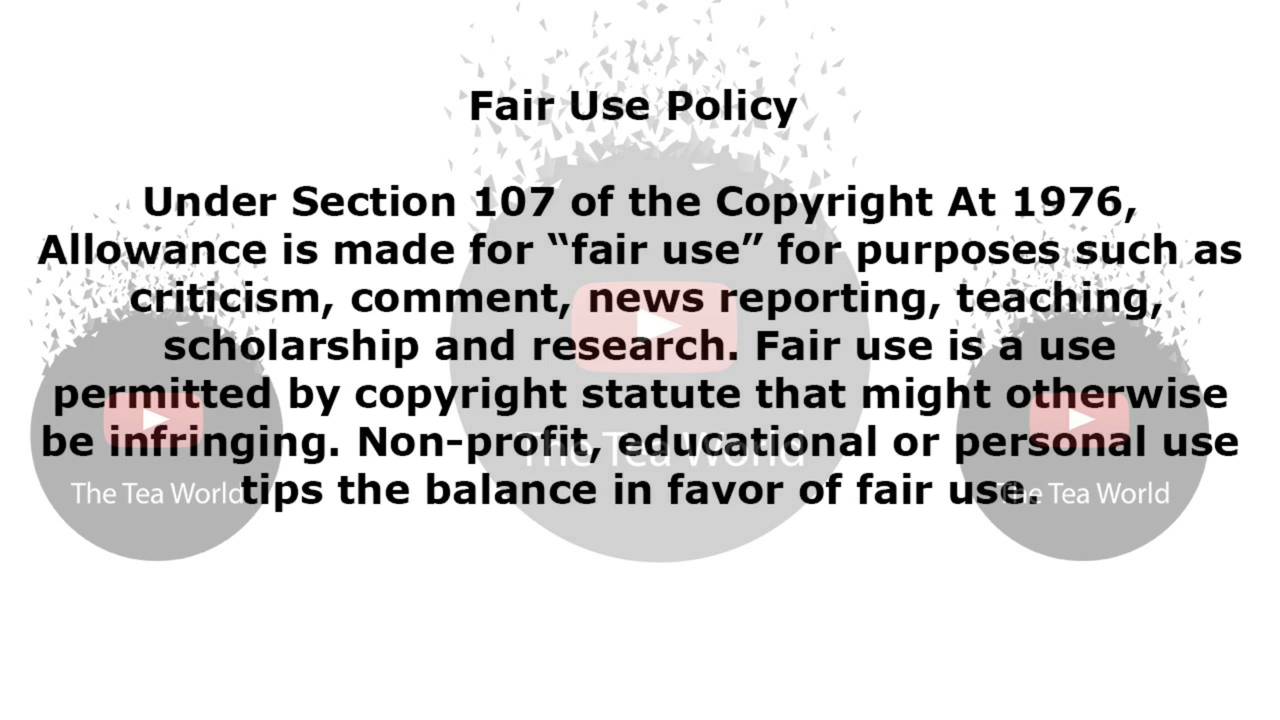 Fair Use Policy
Under Section 107 of the Copyright At 1976,
Allowance is made for “fair use” for purposes such as
criticism, comment, news reporting, teaching,
scholarship and research. Fair use is a use
permitted by copyright statute that might otherwise
be infringing. Non-profit, educational or personal use
The Tea World
tips the balance in favor of fair use.
The Tea World
The Tea World